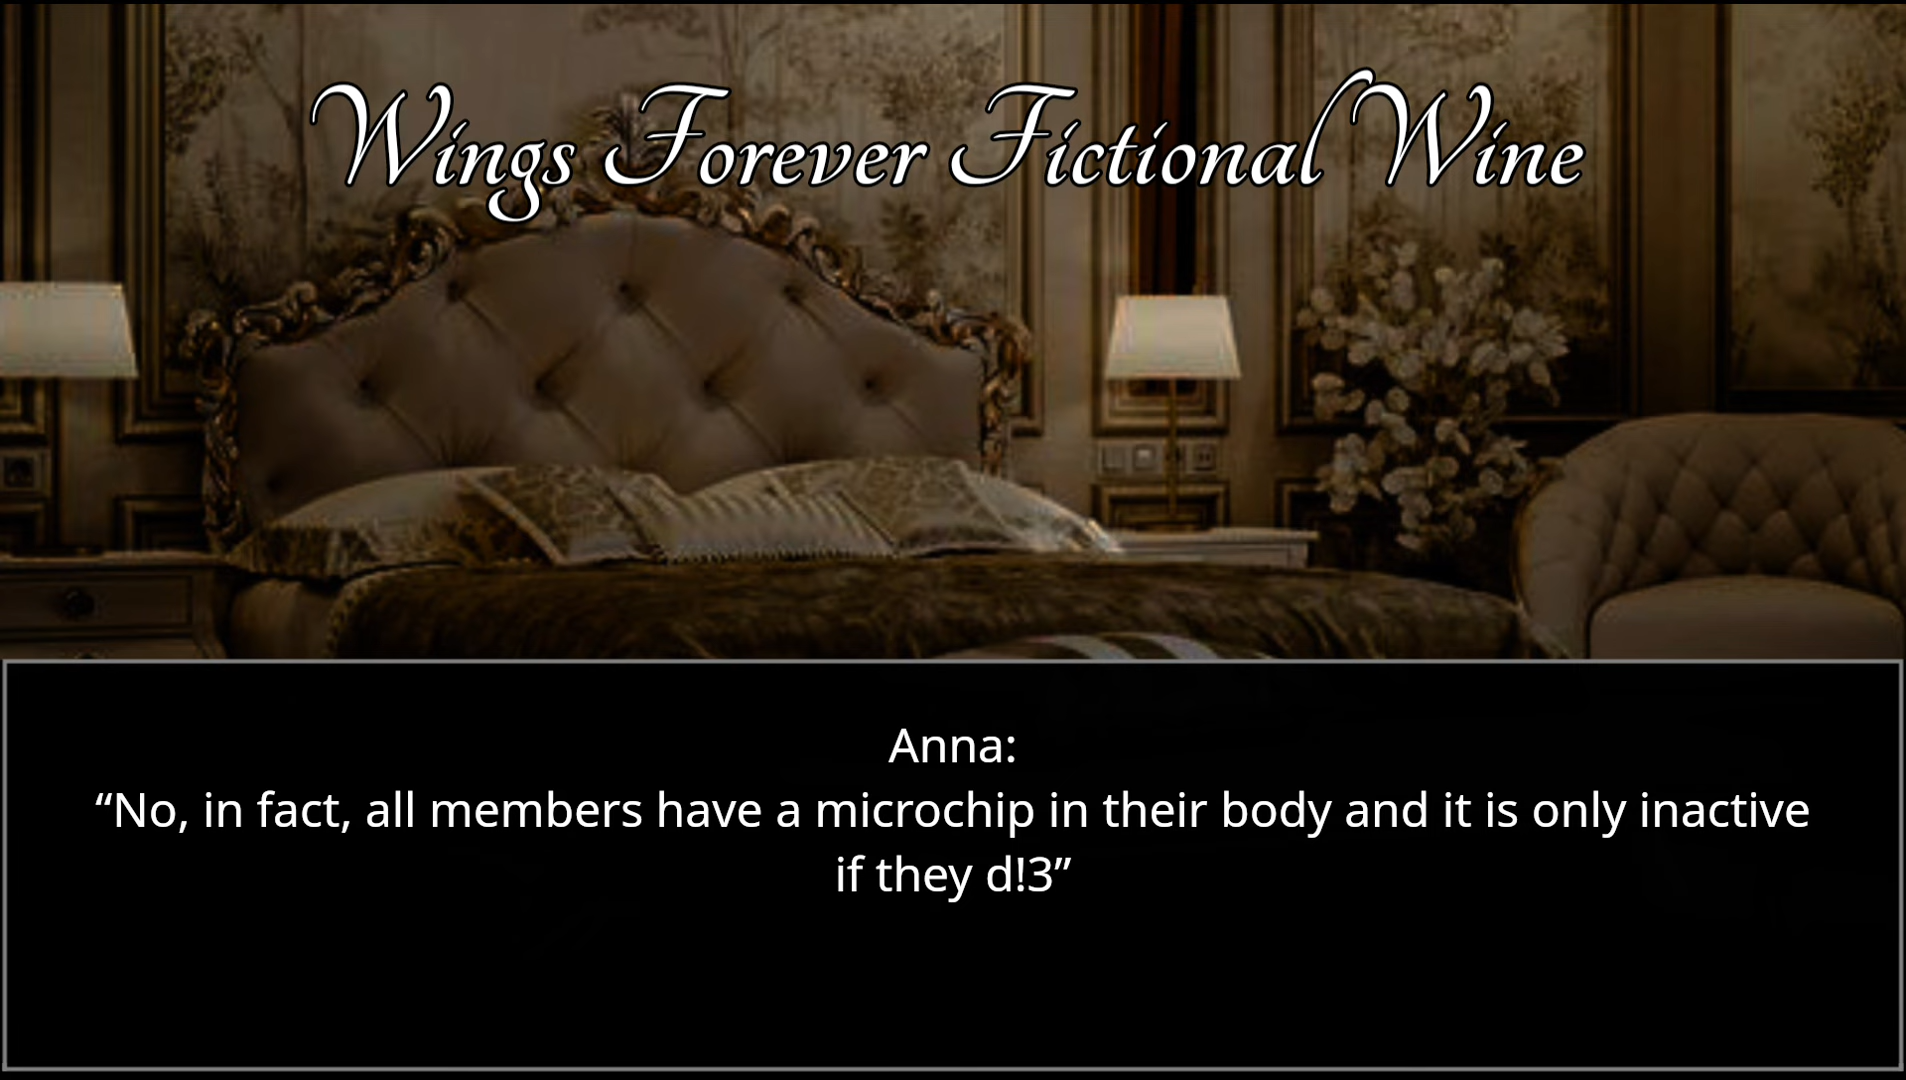 Wings Forever Fictional Wine
Anna:
“No, in fact, all members have a microchip in their body and it is only inactive
if they d!3”